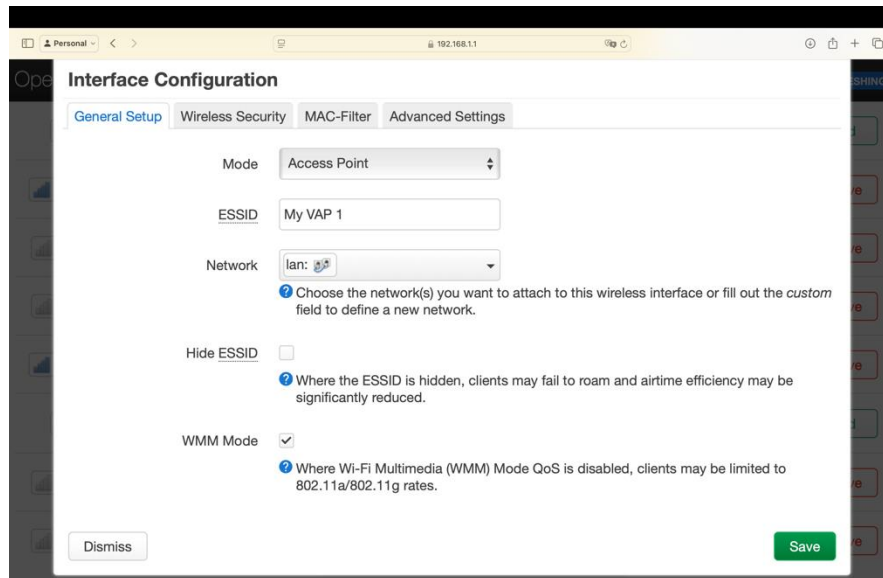 Personal
192.168.1.1
Ope
SHING
Interface Configuration
General Setup
Wireless Security
MAC-Filter
Advanced Settings
Mode
Access Point
ESSID
My VAP 1
Network
lan:
Choose the network(s) you want to attach to this wireless interface or fill out the custom
field to define a new network.
Hide ESSID
Where the ESSID is hidden, clients may fail to roam and airtime efficiency may be
significantly reduced.
WMM Mode
Where Wi-Fi Multimedia (WMM) Mode QoS is disabled, clients may be limited to
802.11a/802.11g rates.
Dismiss
Save